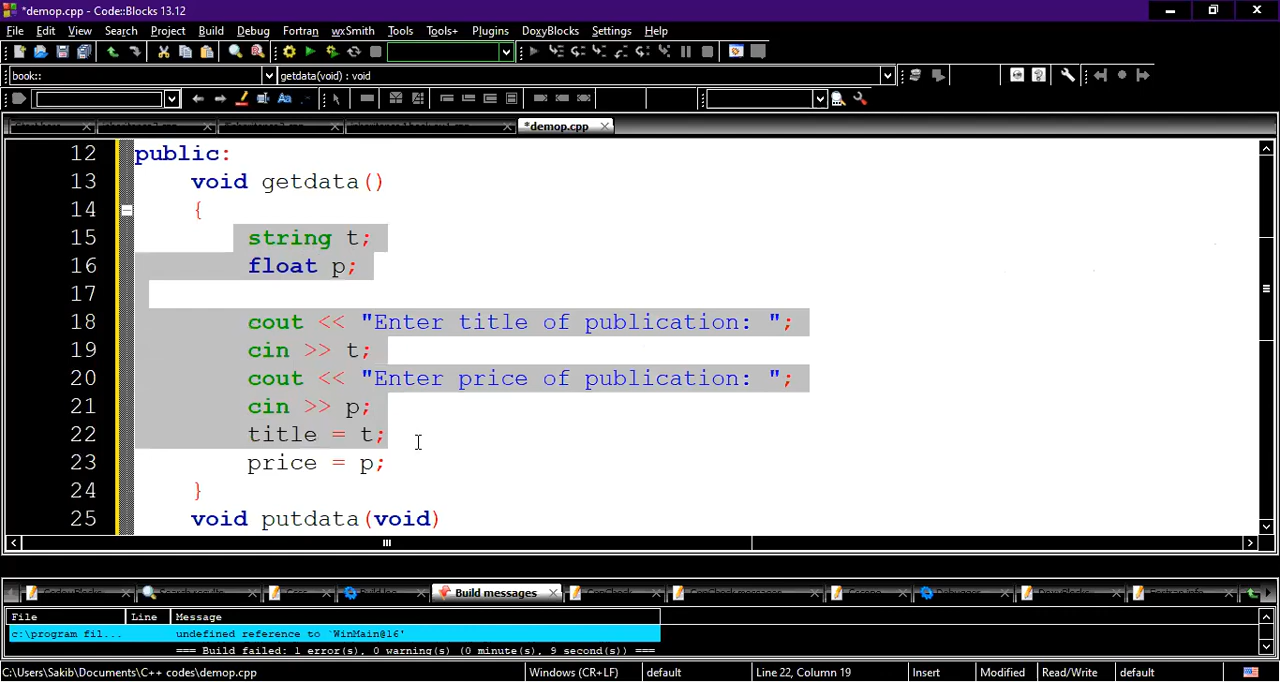 *demop.cpp - Code::Blocks 13.12
File Edit View Search Project Build Debug Fortran wxSmith Tools Tools+ Plugins DoxyBlocks Settings Help
book:: getdata(void) : void
*demop.cpp
12 public:
13 void getdata()
14 {
15 string t;
16 float p;
17
18 cout << "Enter title of publication: ";
19 cin >> t;
20 cout << "Enter price of publication: ";
21 cin >> p;
22 title = t;
23 price = p;
24 }
25 void putdata(void)
Build messages
File Line Message
c:\program fil... undefined reference to `WinMain@16'
=== Build failed: 1 error(s), 0 warning(s) (0 minute(s), 9 second(s)) ===
C:\Users\Sakib\Documents\C++ codes\demop.cpp Windows (CR+LF) default Line 22, Column 19 Insert Modified Read/Write default